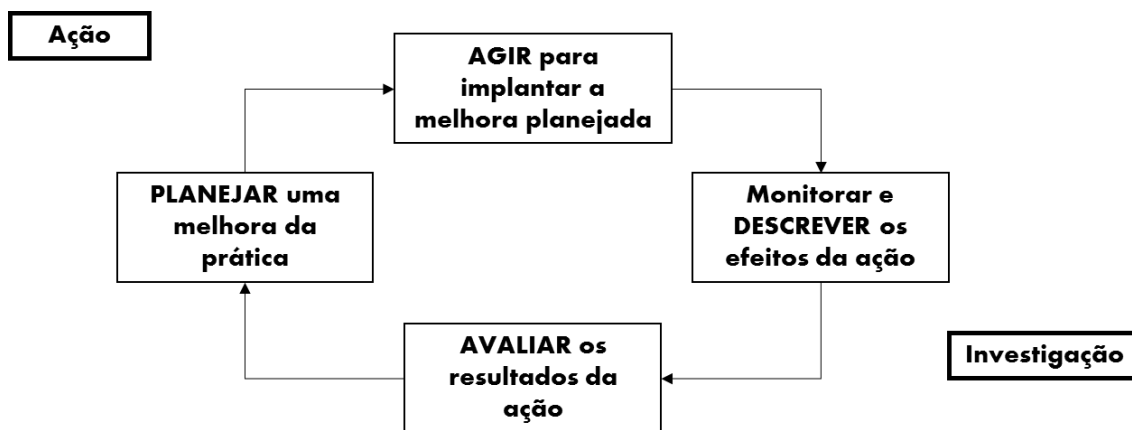 Ação
AGIR para
implantar a
melhora planejada
PLANEJAR uma
melhora da
prática
Monitorar e
DESCREVER os
efeitos da ação
AVALIAR os
resultados da
ação
Investigação